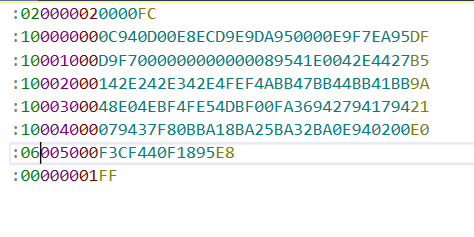 :020000020000FC
:100000000C940D00E8ECD9E9DA950000E9F7EA95DF
:10001000D9F7000000000000089541E0042E4427B5
:10002000142E242E342E4FEF4ABB47BB44BB41BB9A
:1000300048E04EBF4FE54DBF00FA36942794179421
:10004000079437F80BBA18BA25BA32BA0E940200E0
:06005000F3CF440F1895E8
:00000001FF